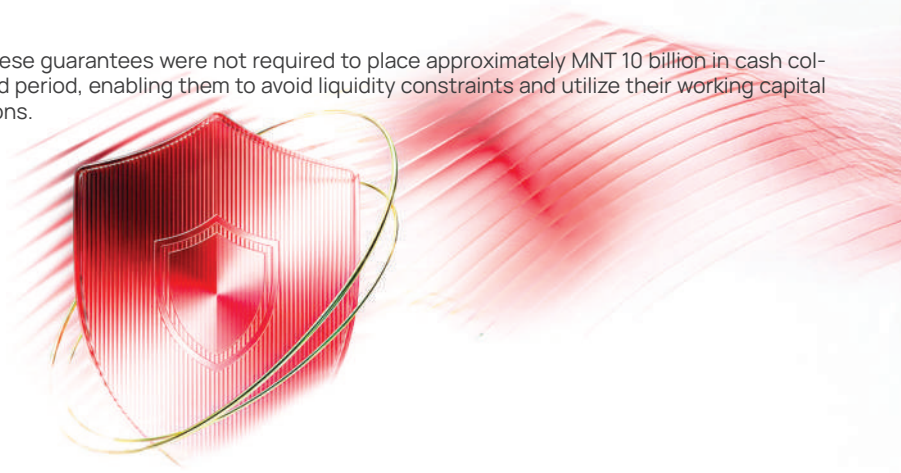 ese guarantees were not required to place approximately MNT 10 billion in cash col-
d period, enabling them to avoid liquidity constraints and utilize their working capital
ons.